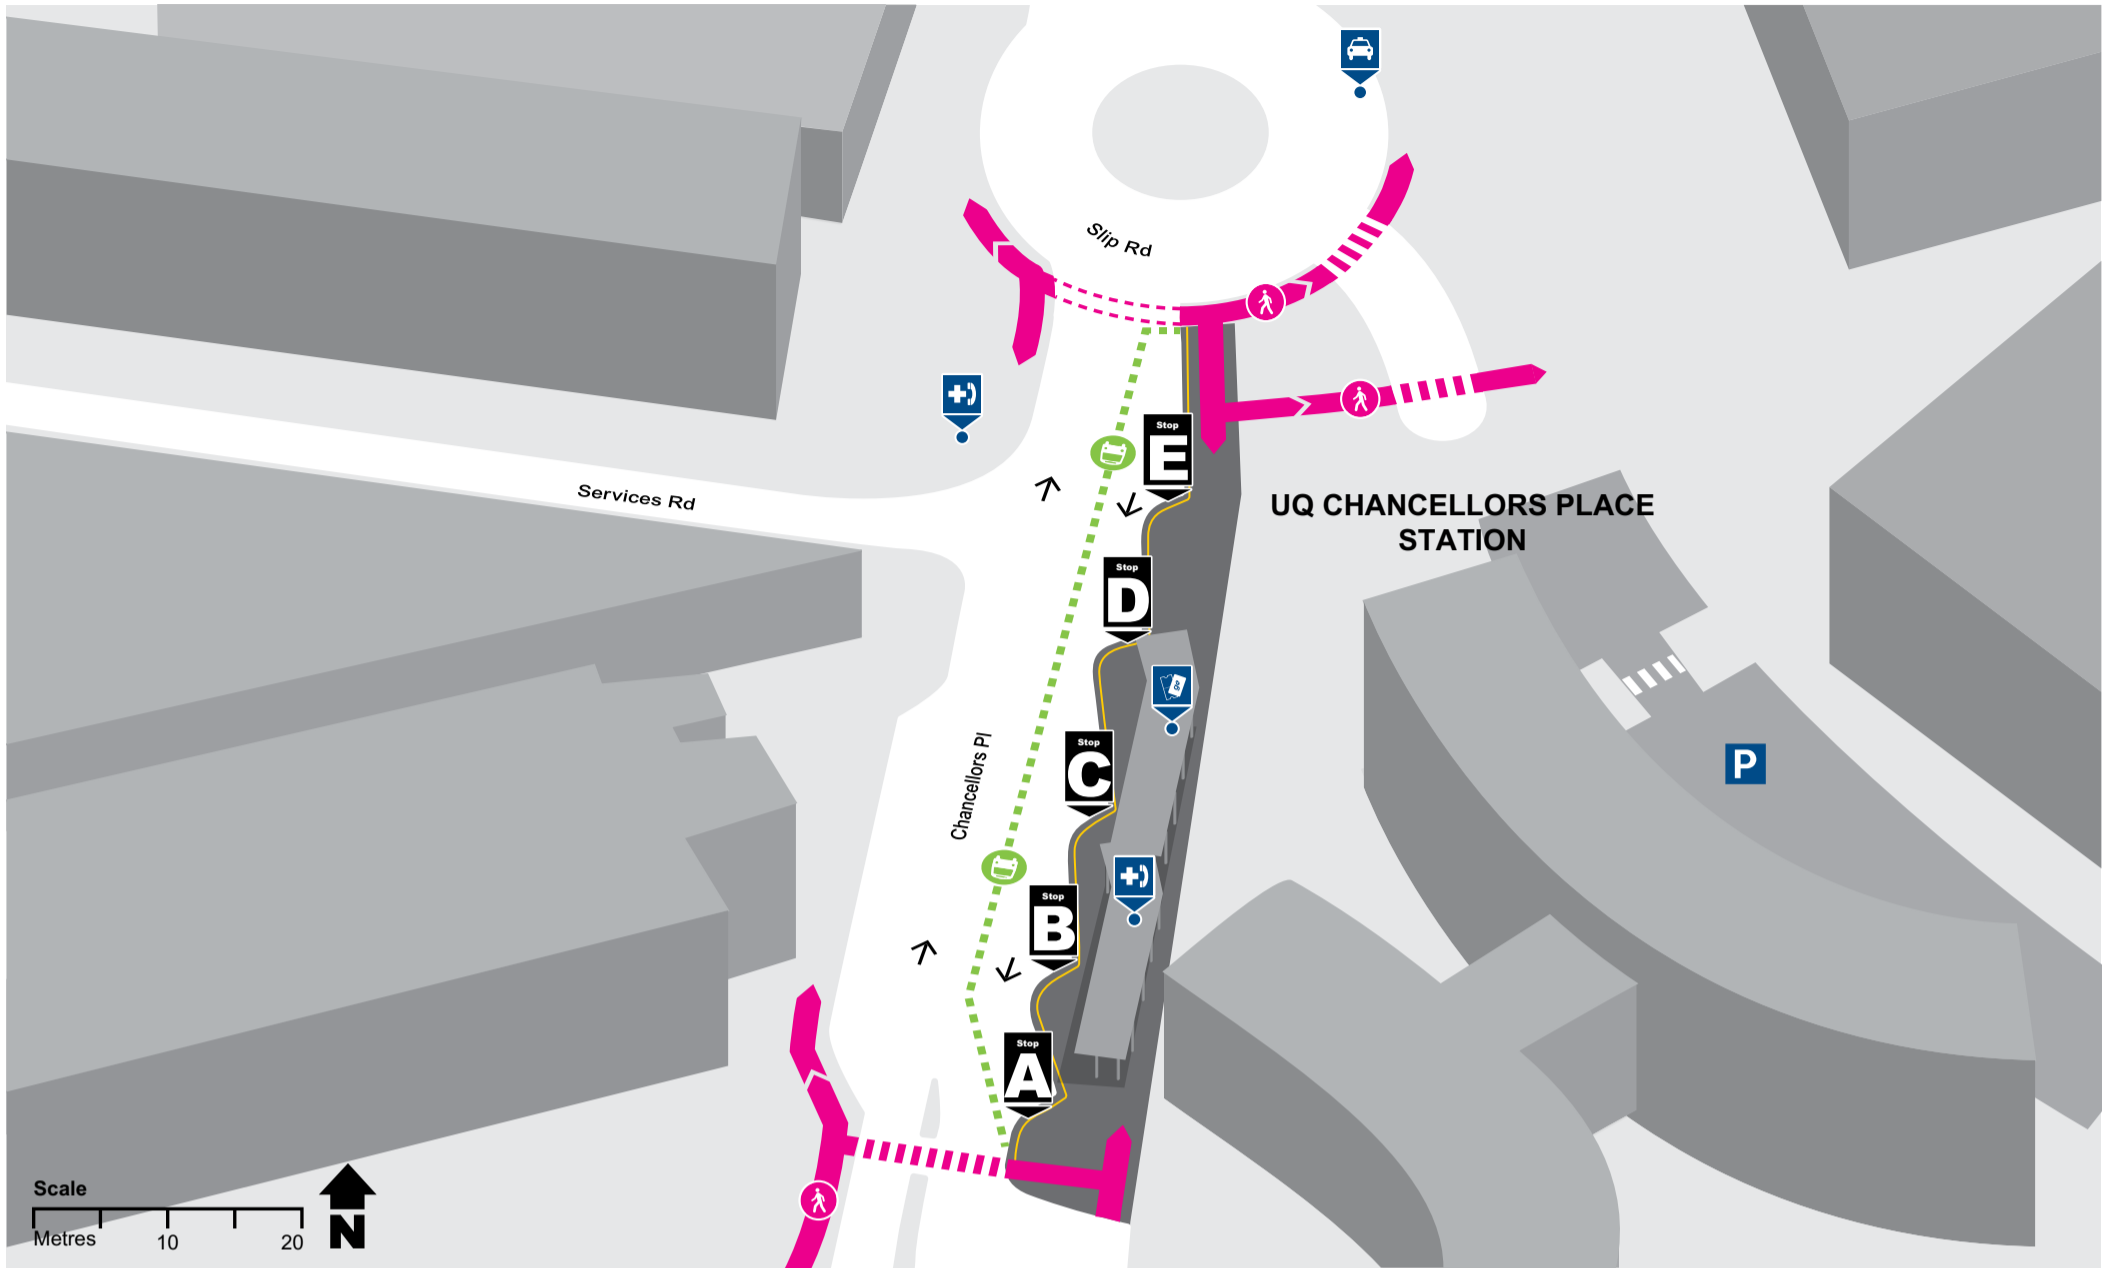 Slip Rd
Services Rd
Stop
E
UQ CHANCELLORS PLACE
STATION
Stop
D
go
Stop
C
Chancellors Pl
P
Stop
B
Stop
A
Scale
Metres 10 20
N